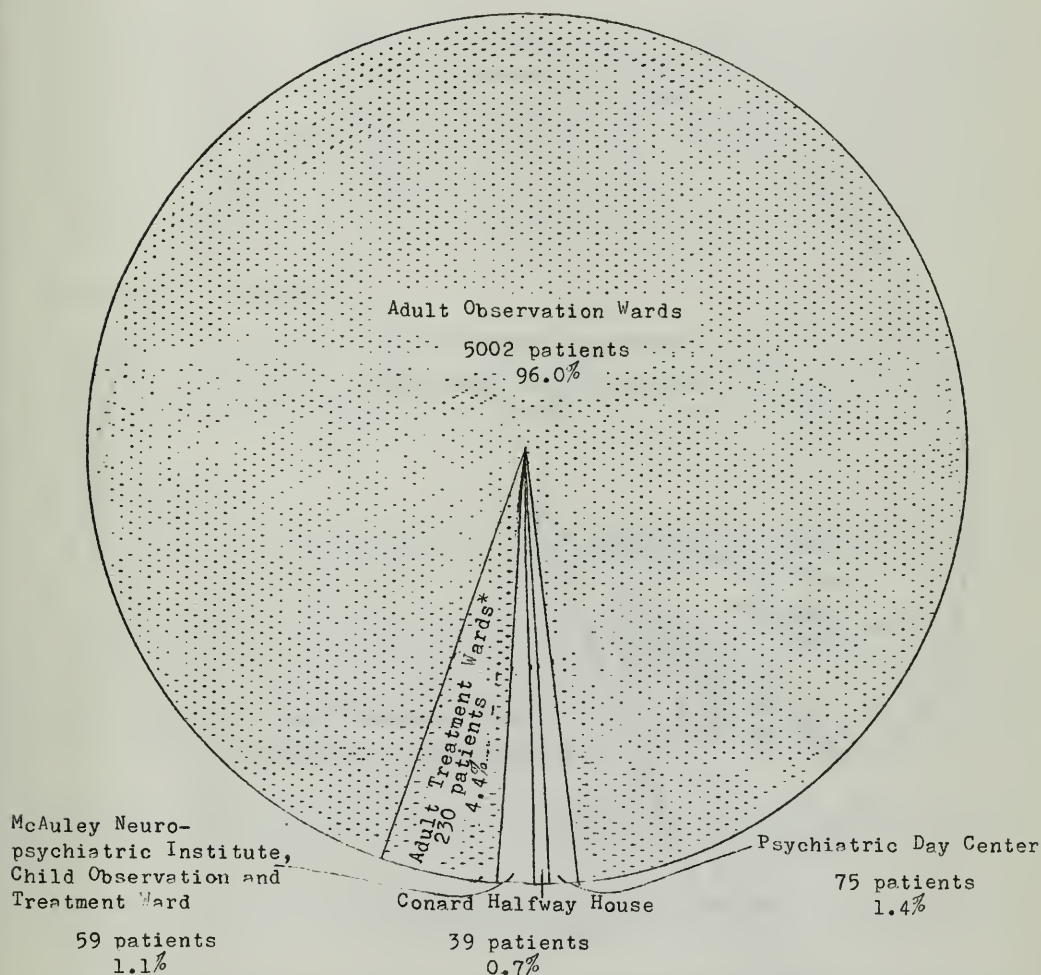 Adult Observation Wards
5002 patients
96.0%
Adult Treatment Wards*
230 patients
4.4%
McAuley Neuro-
psychiatric Institute,
Child Observation and
Treatment Ward
59 patients
1.1%
Conard Halfway House
39 patients
0.7%
Psychiatric Day Center
75 patients
1.4%